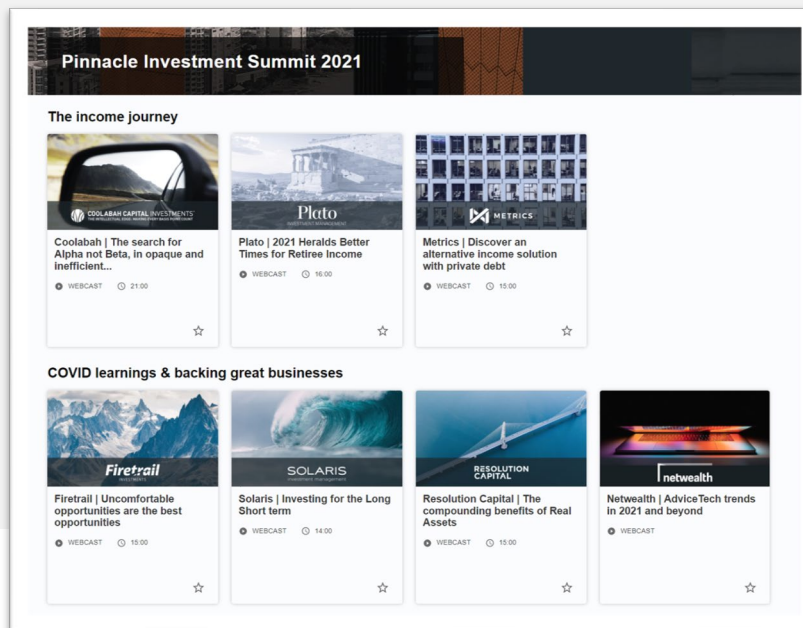 Pinnacle Investment Summit 2021
The income journey
COOLABAH CAPITAL INVESTMENTS
Plato
INVESTMENT MANAGEMENT
METRICS
Coolabah | The search for
Alpha not Beta, in opaque and
inefficient...
WEBCAST 21:00
Plato | 2021 Heralds Better
Times for Retiree Income
WEBCAST 16:00
Metrics | Discover an
alternative income solution
with private debt
WEBCAST 15:00
COVID learnings & backing great businesses
Firetrail
INVESTMENTS
SOLARIS
investment management
RESOLUTION
CAPITAL
netwealth
Firetrail | Uncomfortable
opportunities are the best
opportunities
WEBCAST 15:00
Solaris | Investing for the Long
Short term
WEBCAST 14:00
Resolution Capital | The
compounding benefits of Real
Assets
WEBCAST 15:00
Netwealth | AdviceTech trends
in 2021 and beyond
WEBCAST